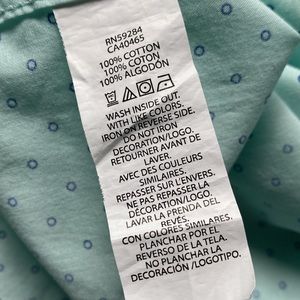 RN59284
CA40465
100% COTTON
100% COTON
100% ALGODÓN
WASH INSIDE OUT.
WITH LIKE COLORS.
IRON ON REVERSE SIDE.
DO NOT IRON
DECORATION/LOGO.
RETOURNER AVANT DE
LAVER.
AVEC DES COULEURS
SIMILAIRES.
REPASSER SUR L'ENVERS.
NE PAS REPASSER LA
DÉCORATION/LOGO.
LAVAR LA PRENDA DEL
REVÉS.
CON COLORES SIMILARES.
PLANCHAR POR EL
REVERSO DE LA TELA.
NO PLANCHAR LA
DECORACIÓN /LOGOTIPO.